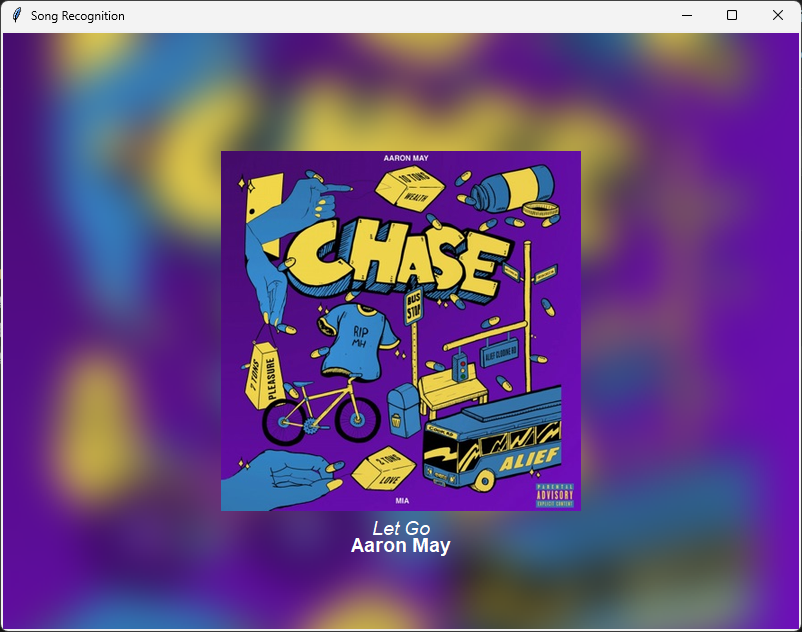 Song Recognition
AARON MAY
10 TONS
WEALTH
CHASE
BUS
STOP
RIP
MH
ALIEF CLODINE RD
2 TONS
PLEASURE
2 TONS
LOVE
ALIEF
MIA
PARENTAL
ADVISORY
EXPLICIT CONTENT
Let Go
Aaron May